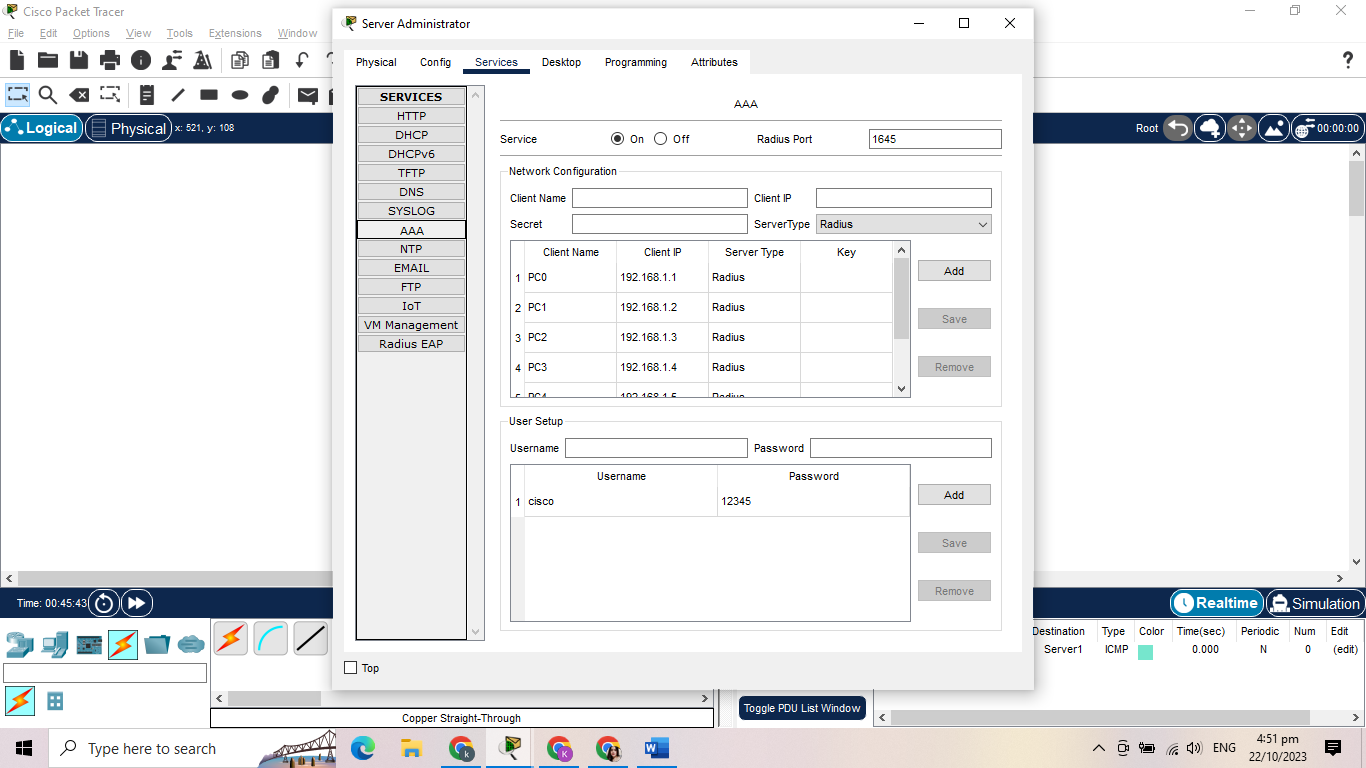 Cisco Packet Tracer
File Edit Options View Tools Extensions Window
Logical Physical x: 521, y: 108
Root 00:00:00
Server Administrator
Physical Config Services Desktop Programming Attributes
SERVICES
HTTP
DHCP
DHCPv6
TFTP
DNS
SYSLOG
AAA
NTP
EMAIL
FTP
IoT
VM Management
Radius EAP
AAA
Service On Off Radius Port 1645
Network Configuration
Client Name Client IP
Secret ServerType Radius
Client Name Client IP Server Type Key
1 PC0 192.168.1.1 Radius
2 PC1 192.168.1.2 Radius
3 PC2 192.168.1.3 Radius
4 PC3 192.168.1.4 Radius
5 PC4 192.168.1.5 Radius
Add
Save
Remove
User Setup
Username Password
Username Password
1 cisco 12345
Add
Save
Remove
Top
Time: 00:45:43
Realtime Simulation
Destination Type Color Time(sec) Periodic Num Edit
Server1 ICMP 0.000 N 0 (edit)
Copper Straight-Through
Toggle PDU List Window
Type here to search
k K W
ENG
4:51 pm
22/10/2023